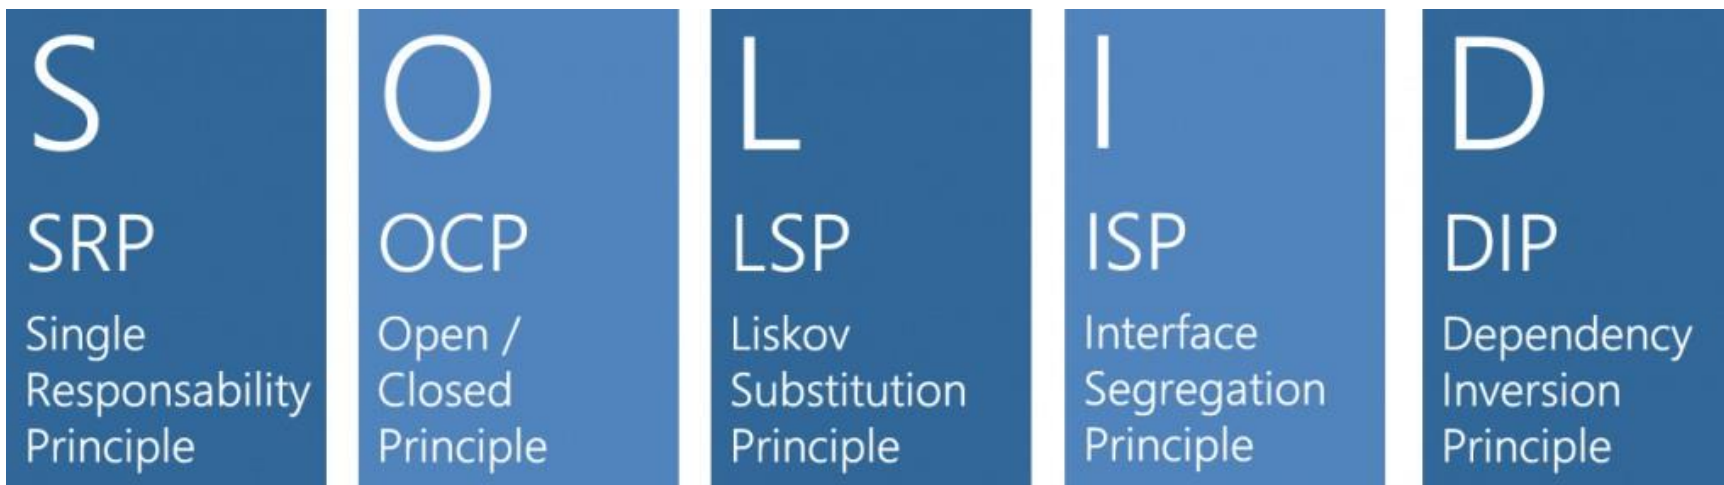 S
SRP
Single
Responsability
Principle
O
OCP
Open /
Closed
Principle
L
LSP
Liskov
Substitution
Principle
I
ISP
Interface
Segregation
Principle
D
DIP
Dependency
Inversion
Principle